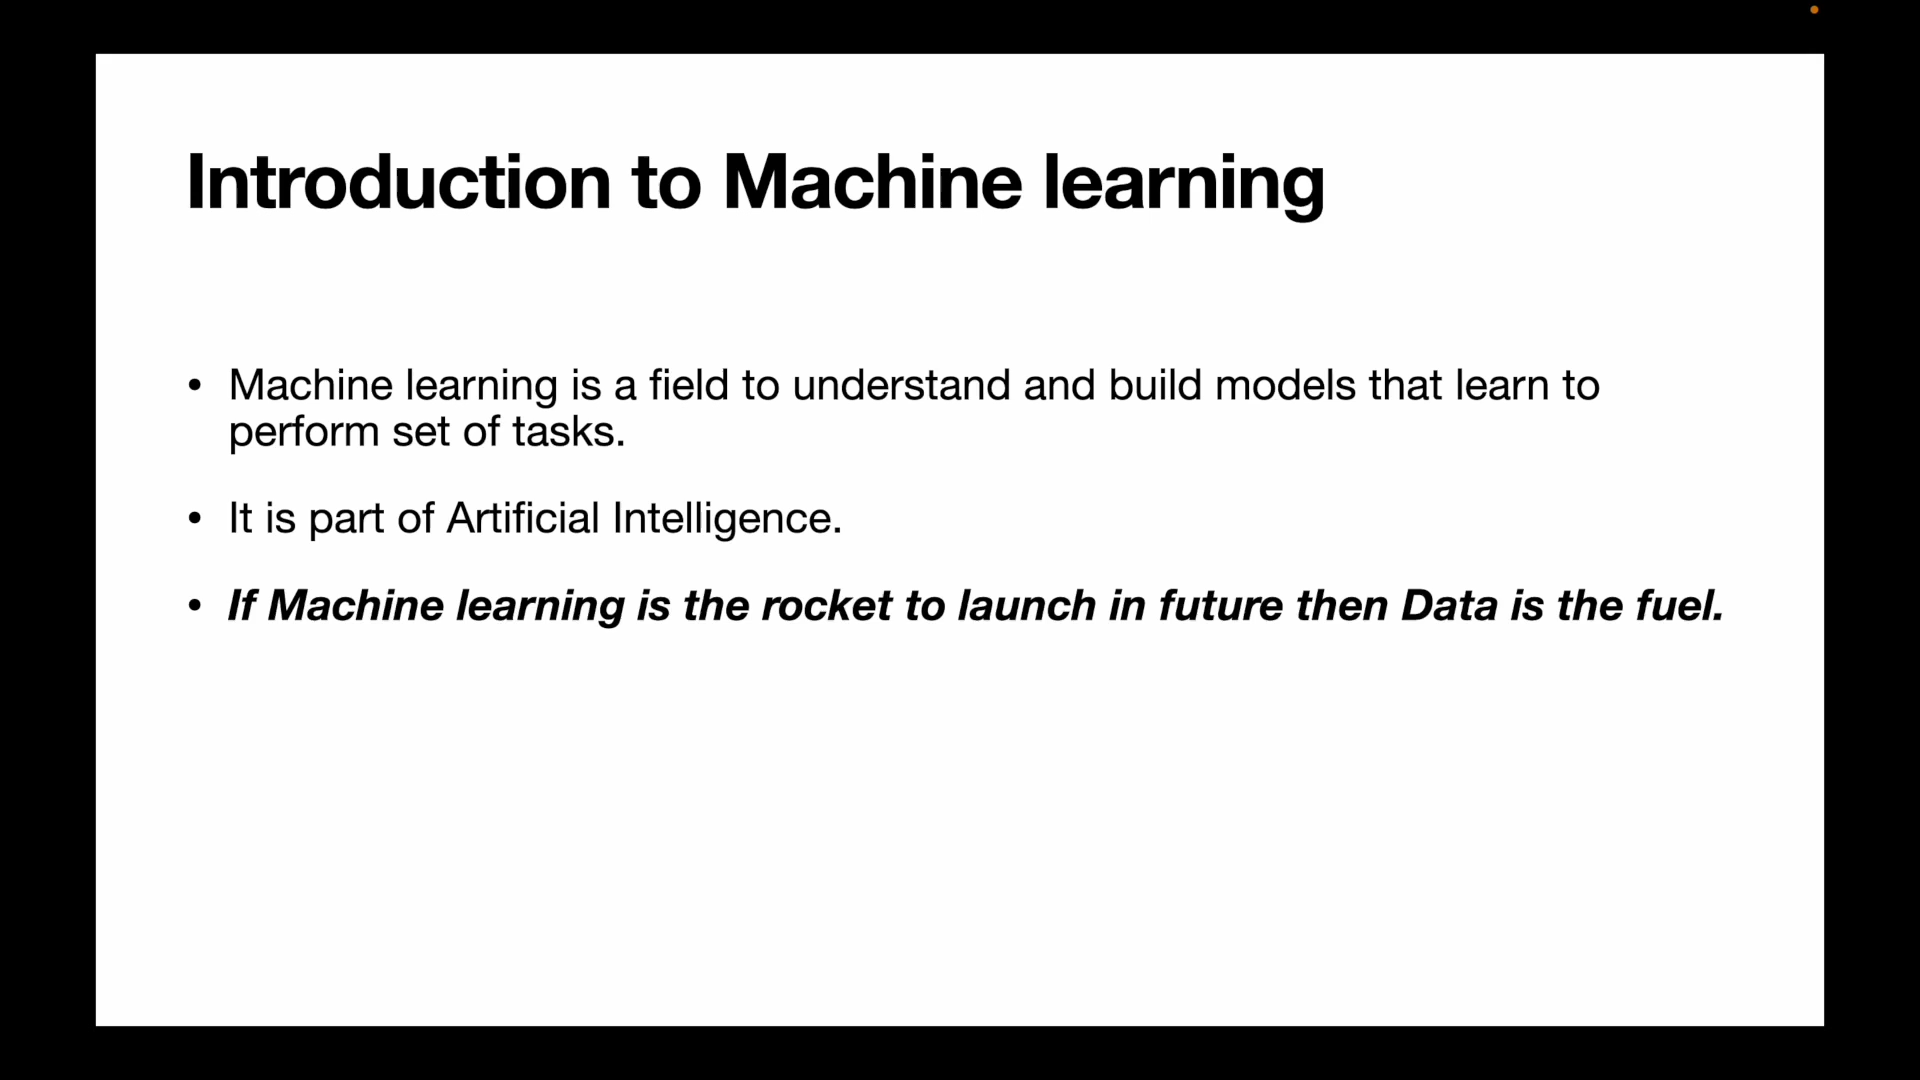 Introduction to Machine learning
• Machine learning is a field to understand and build models that learn to
perform set of tasks.
• It is part of Artificial Intelligence.
• If Machine learning is the rocket to launch in future then Data is the fuel.